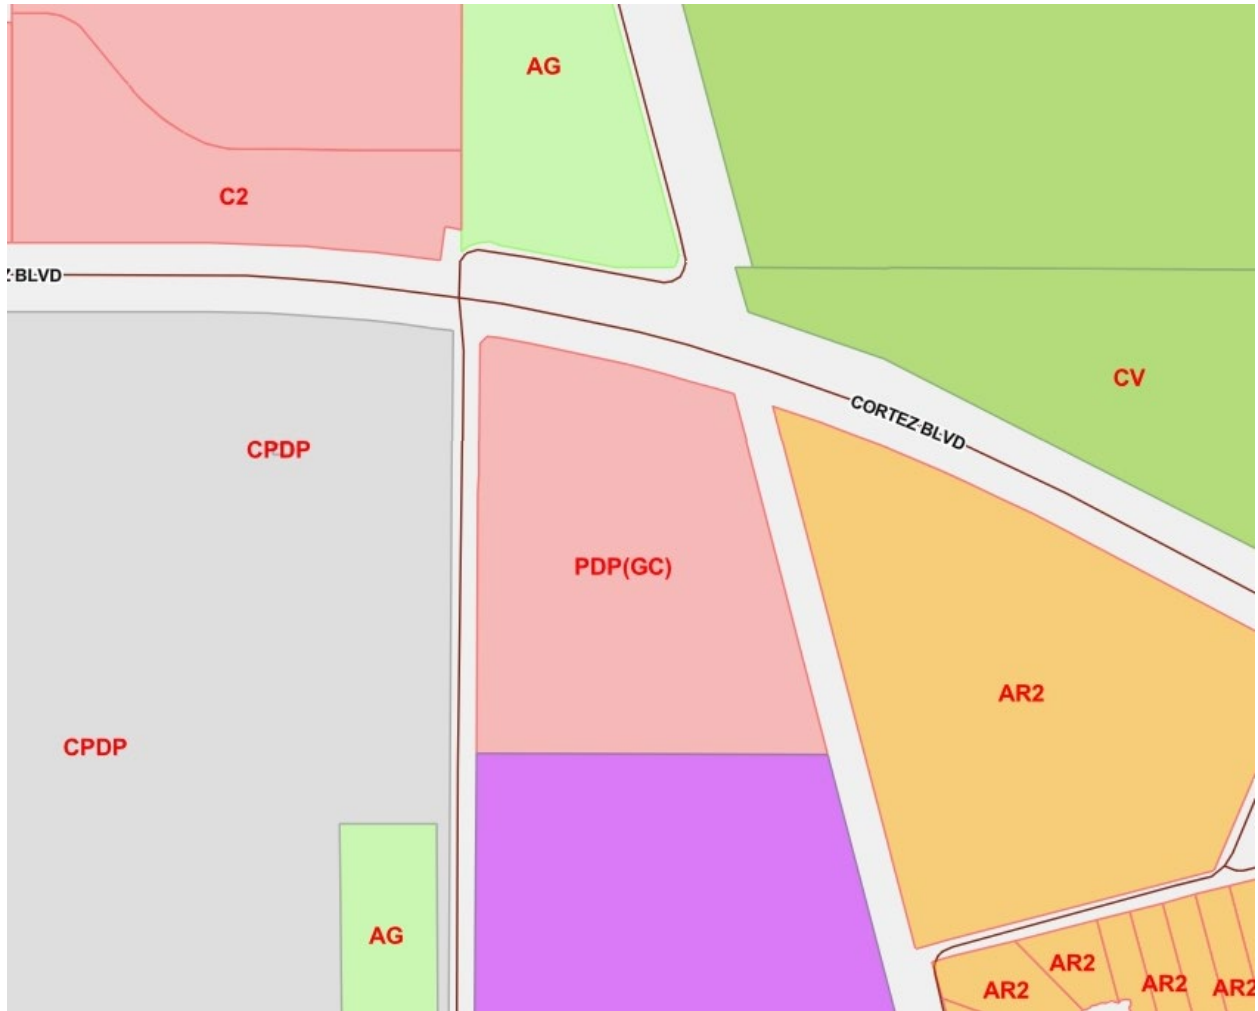 AG
C2
Z BLVD
CV
CORTEZ BLVD
CPDP
PDP(GC)
AR2
CPDP
AG
AR2
AR2
AR2
AR2